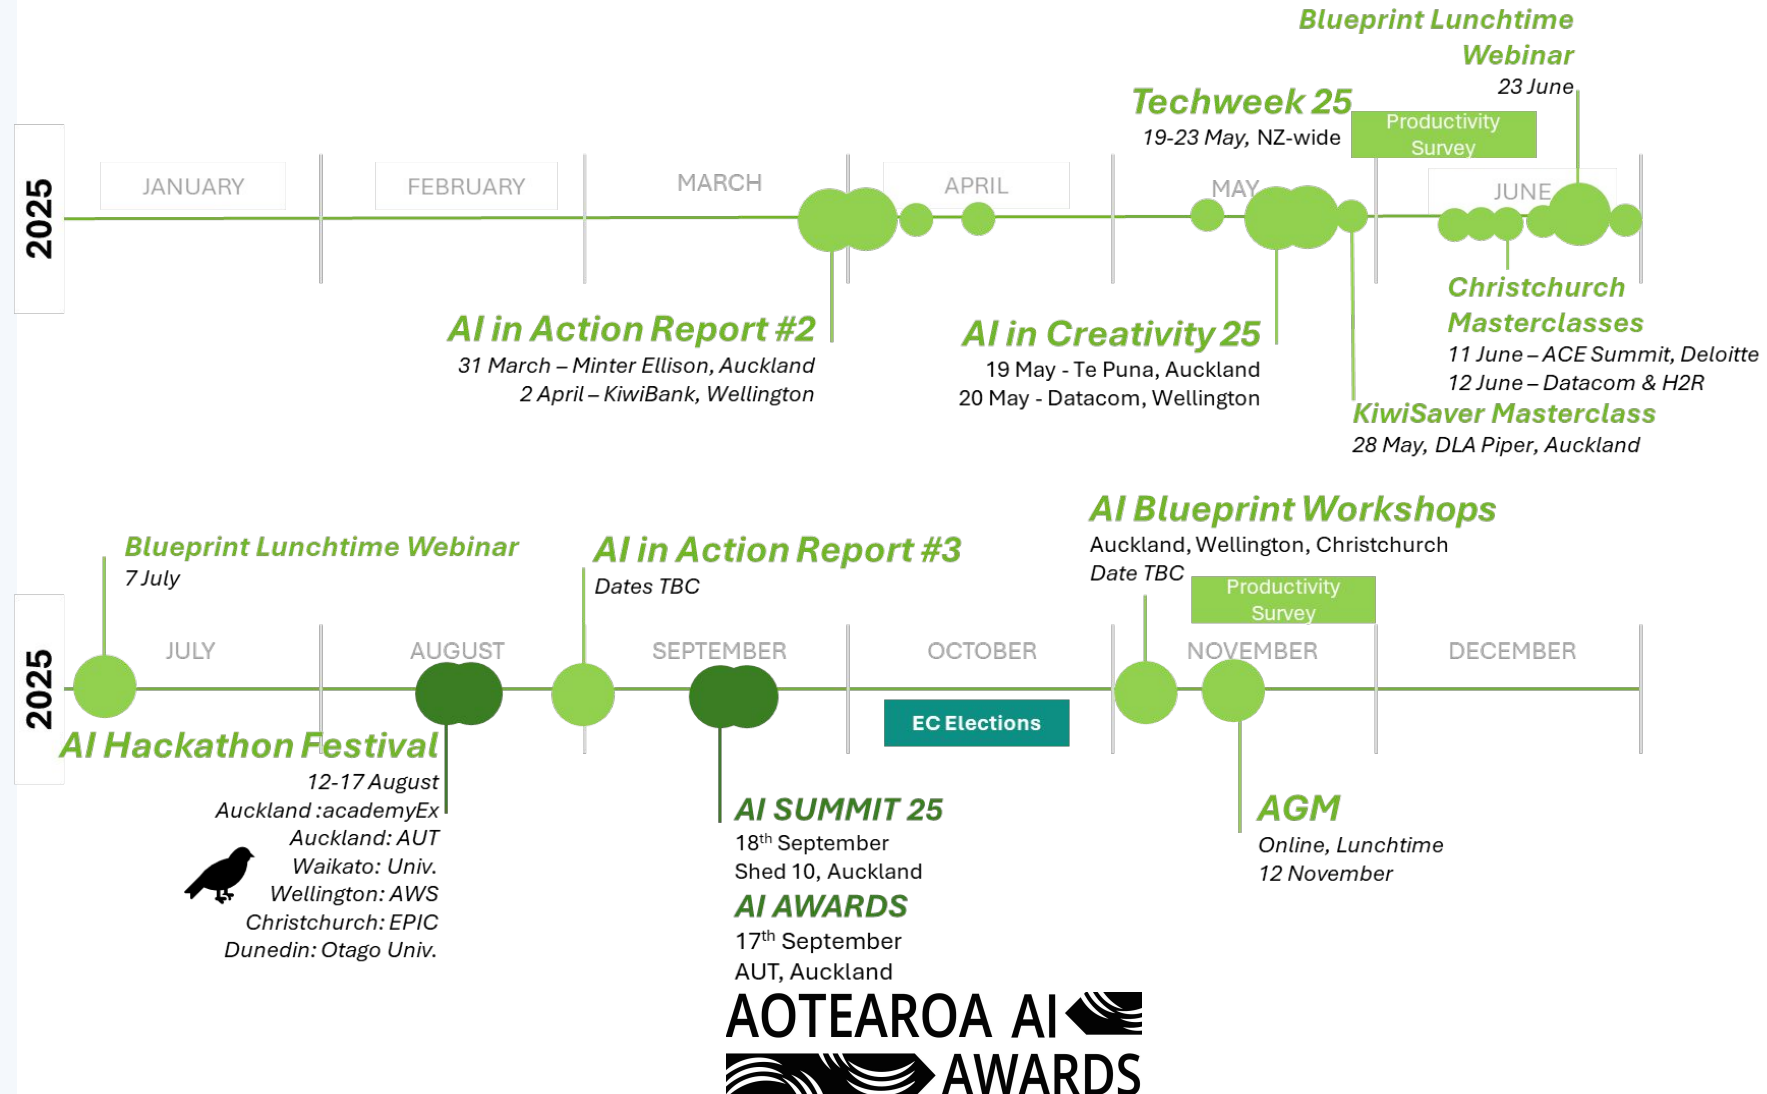 Blueprint Lunchtime
Webinar
23 June
Techweek 25
19-23 May, NZ-wide
Productivity
Survey
2025
JANUARY
FEBRUARY
MARCH
APRIL
MAY
JUNE
AI in Action Report #2
31 March – Minter Ellison, Auckland
2 April – KiwiBank, Wellington
AI in Creativity 25
19 May - Te Puna, Auckland
20 May - Datacom, Wellington
Christchurch
Masterclasses
11 June – ACE Summit, Deloitte
12 June – Datacom & H2R
KiwiSaver Masterclass
28 May, DLA Piper, Auckland
Blueprint Lunchtime Webinar
7 July
AI in Action Report #3
Dates TBC
AI Blueprint Workshops
Auckland, Wellington, Christchurch
Date TBC
Productivity
Survey
2025
JULY
AUGUST
SEPTEMBER
OCTOBER
NOVEMBER
DECEMBER
EC Elections
AI Hackathon Festival
12-17 August
Auckland :academyEx
Auckland: AUT
Waikato: Univ.
Wellington: AWS
Christchurch: EPIC
Dunedin: Otago Univ.
AI SUMMIT 25
18th September
Shed 10, Auckland
AI AWARDS
17th September
AUT, Auckland
AGM
Online, Lunchtime
12 November
AOTEAROA AI
AWARDS